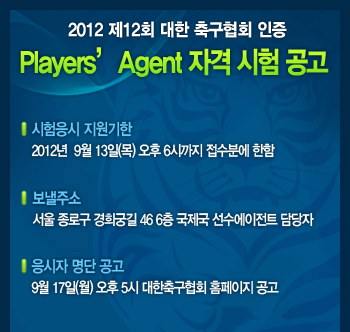 2012 제12회 대한 축구협회 인증
Players’ Agent 자격 시험 공고
시험응시 지원기한
2012년 9월 13일(목) 오후 6시까지 접수분에 한함
보낼주소
서울 종로구 경희궁길 46 6층 국제국 선수에이전트 담당자
응시자 명단 공고
9월 17일(월) 오후 5시 대한축구협회 홈페이지 공고